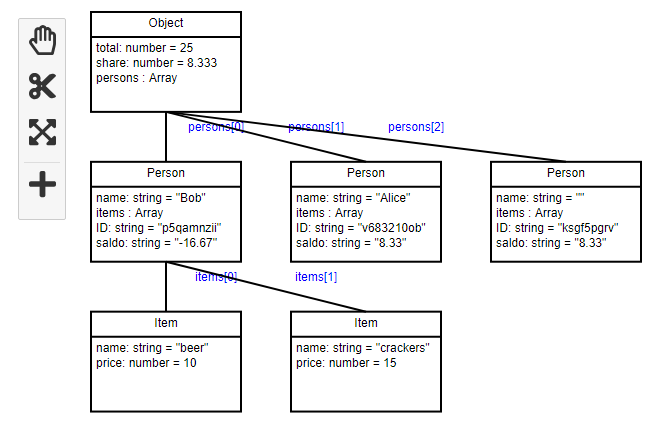 Object
total: number = 25
share: number = 8.333
persons : Array
persons[0]
persons[1]
persons[2]
Person
name: string = "Bob"
items : Array
ID: string = "p5qamnzii"
saldo: string = "-16.67"
Person
name: string = "Alice"
items : Array
ID: string = "v683210ob"
saldo: string = "8.33"
Person
name: string = ""
items : Array
ID: string = "ksgf5pgrv"
saldo: string = "8.33"
items[0]
items[1]
Item
name: string = "beer"
price: number = 10
Item
name: string = "crackers"
price: number = 15